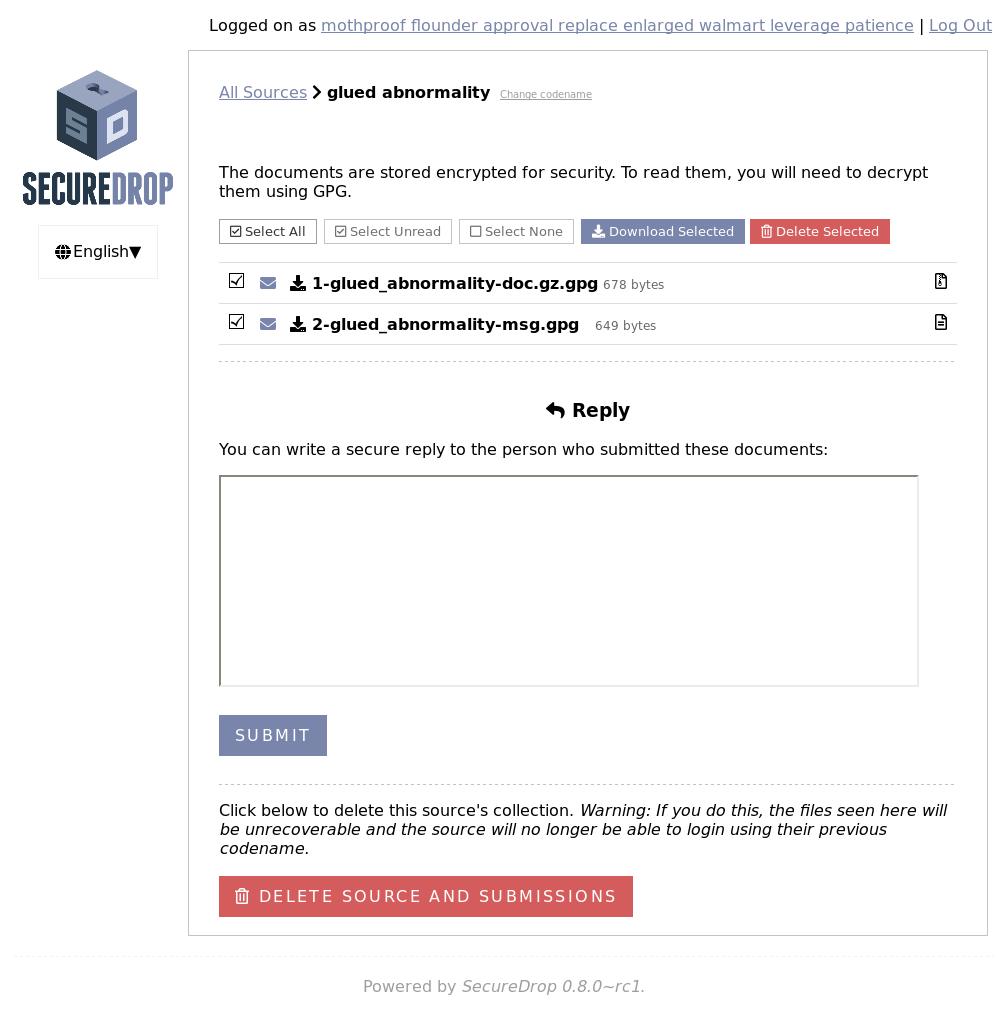 Logged on as mothproof flounder approval replace enlarged walmart leverage patience | Log Out
SECUREDROP
English▼
All Sources > glued abnormality Change codename
The documents are stored encrypted for security. To read them, you will need to decrypt
them using GPG.
Select All Select Unread Select None Download Selected Delete Selected
1-glued_abnormality-doc.gz.gpg 678 bytes
2-glued_abnormality-msg.gpg 649 bytes
Reply
You can write a secure reply to the person who submitted these documents:
SUBMIT
Click below to delete this source's collection. Warning: If you do this, the files seen here will
be unrecoverable and the source will no longer be able to login using their previous
codename.
DELETE SOURCE AND SUBMISSIONS
Powered by SecureDrop 0.8.0~rc1.